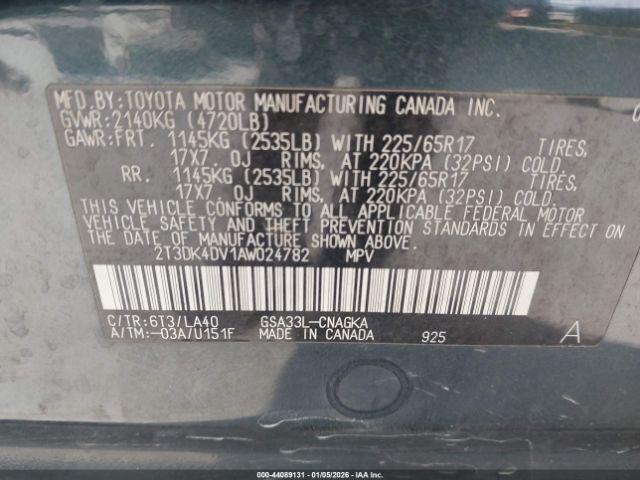 MFD.BY:TOYOTA MOTOR MANUFACTURING CANADA INC.
GVWR:2140KG (4720LB)
GAWR:FRT. 1145KG (2535LB) WITH 225/65R17 TIRES,
17X7.0J RIMS, AT 220KPA (32PSI) COLD.
RR. 1145KG (2535LB) WITH 225/65R17 TIRES,
17X7.0J RIMS, AT 220KPA (32PSI) COLD.
THIS VEHICLE CONFORMS TO ALL APPLICABLE FEDERAL MOTOR
VEHICLE SAFETY AND THEFT PREVENTION STANDARDS IN EFFECT
ON THE DATE OF MANUFACTURE SHOWN ABOVE.
2T3DK4DV1AW024782 MPV
C/TR:6T3/LA40 GSA33L-CNAGKA
A/TM:-03A/U151F MADE IN CANADA 925 A
000-44089131 - 01/05/2026 - IAA Inc.